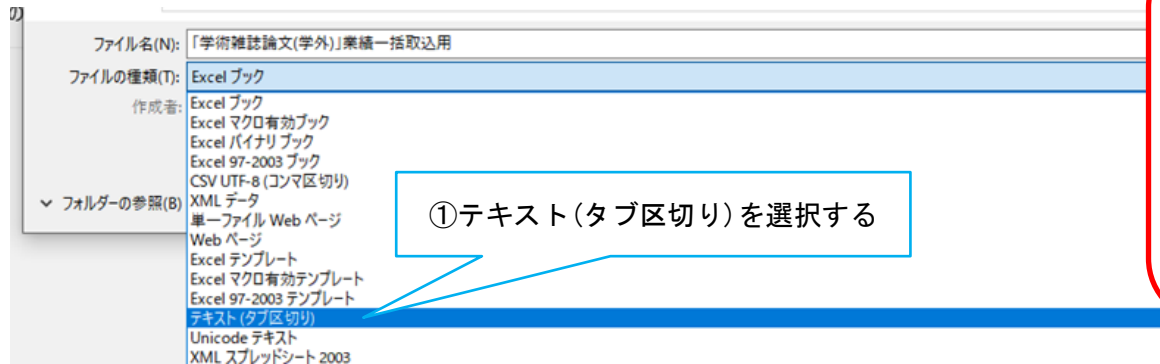 の
ファイル名(N): 「学術雑誌論文(学外)」業績一括取込用
ファイルの種類(T): Excel ブック
作成者: Excel ブック
Excel マクロ有効ブック
Excel バイナリ ブック
Excel 97-2003 ブック
CSV UTF-8 (コンマ区切り)
フォルダーの参照(B) XML データ
単一ファイル Web ページ
Web ページ
Excel テンプレート
Excel マクロ有効テンプレート
Excel 97-2003 テンプレート
テキスト (タブ区切り)
Unicode テキスト
XML スプレッドシート 2003
①テキスト(タブ区切り)を選択する